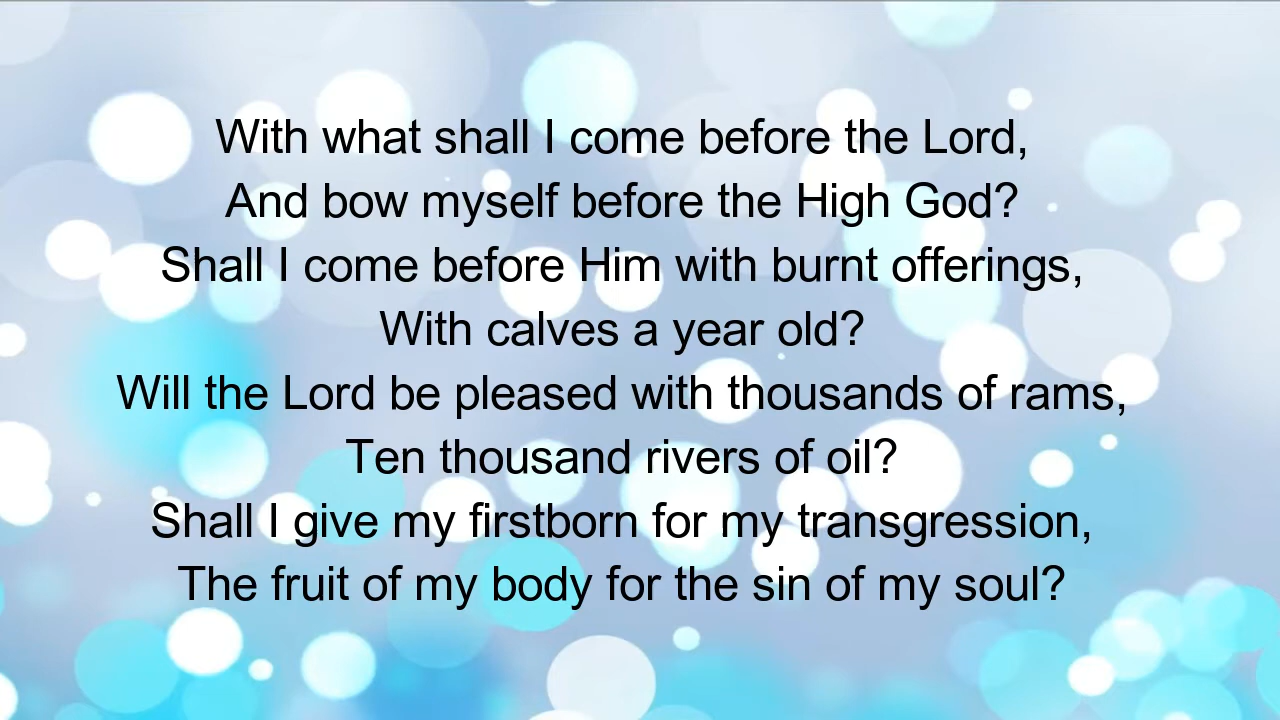 With what shall I come before the Lord,
And bow myself before the High God?
Shall I come before Him with burnt offerings,
With calves a year old?
Will the Lord be pleased with thousands of rams,
Ten thousand rivers of oil?
Shall I give my firstborn for my transgression,
The fruit of my body for the sin of my soul?